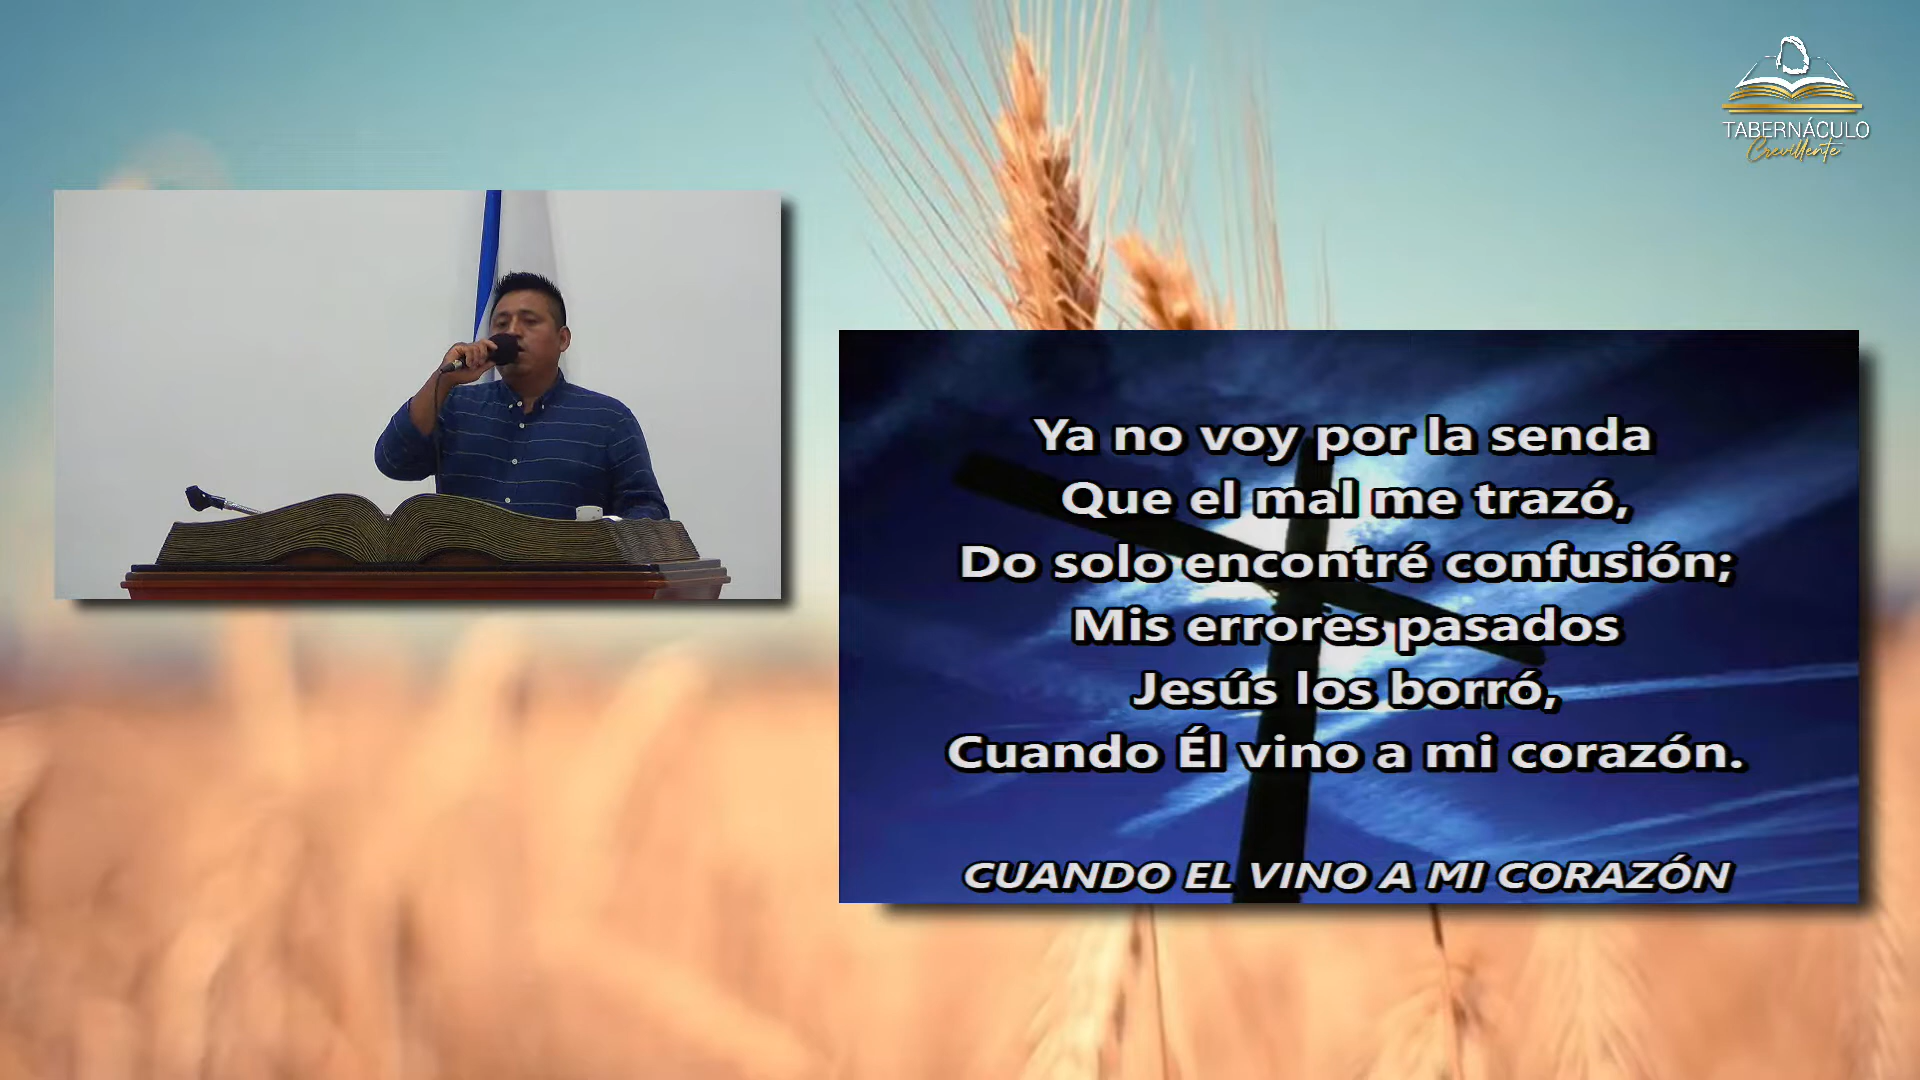 TABERNÁCULO
Crevillente
Ya no voy por la senda
Que el mal me trazó,
Do solo encontré confusión;
Mis errores pasados
Jesús los borró,
Cuando Él vino a mi corazón.
CUANDO EL VINO A MI CORAZÓN